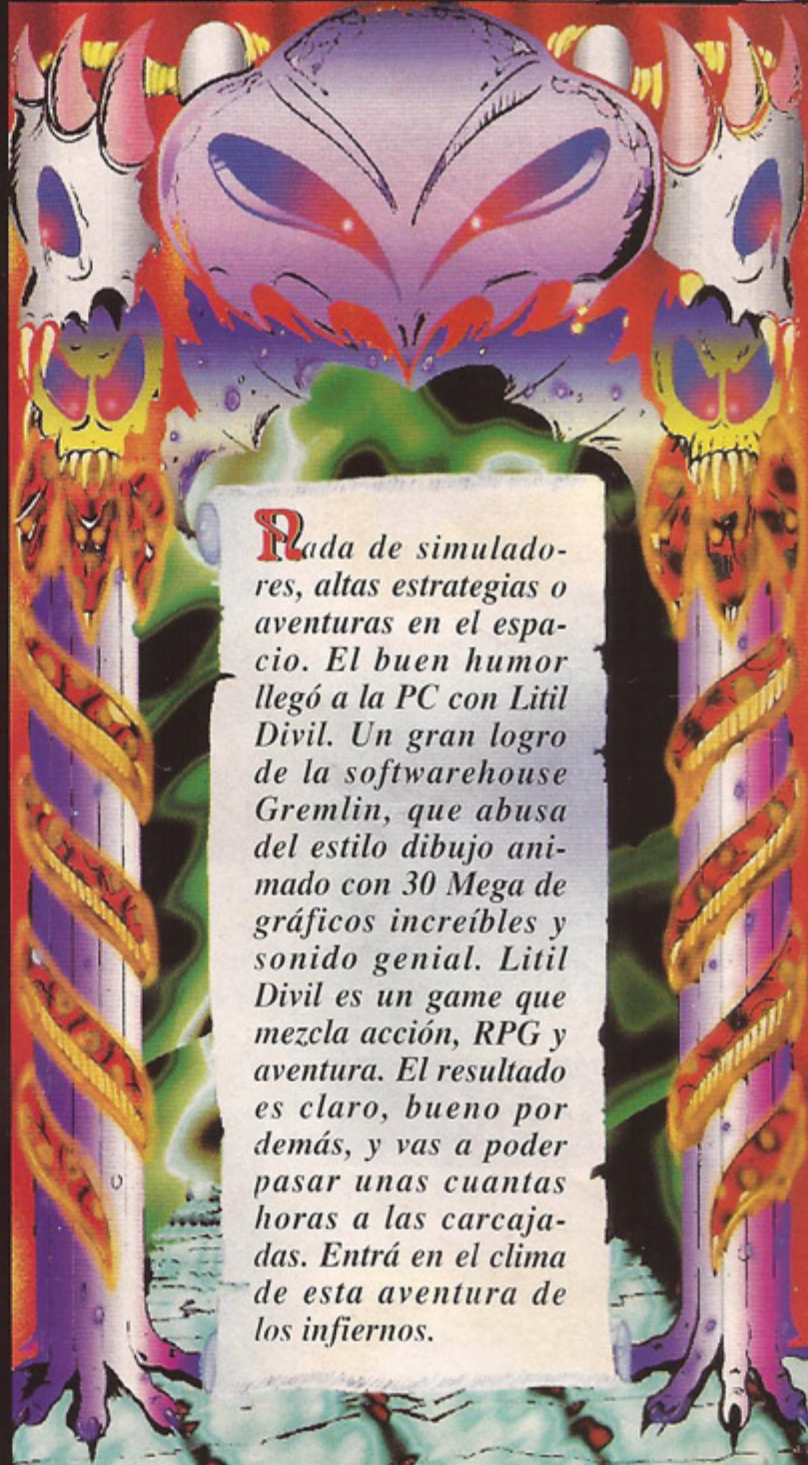 Nada de simulado-
res, altas estrategias o
aventuras en el espa-
cio. El buen humor
llegó a la PC con Litil
Divil. Un gran logro
de la softwarehouse
Gremlin, que abusa
del estilo dibujo ani-
mado con 30 Mega de
gráficos increíbles y
sonido genial. Litil
Divil es un game que
mezcla acción, RPG y
aventura. El resultado
es claro, bueno por
demás, y vas a poder
pasar unas cuantas
horas a las carcaja-
das. Entrá en el clima
de esta aventura de
los infiernos.